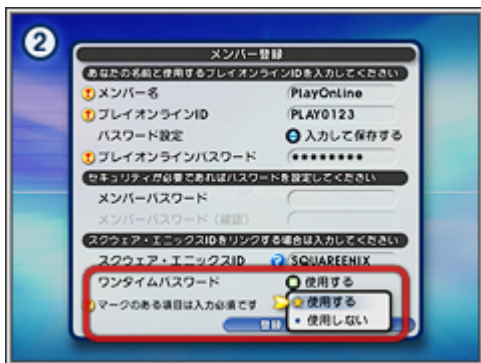 2
メンバー登録
あなたの名前と使用するプレイオンラインIDを入力してください
メンバー名 PlayOnline
プレイオンラインID PLAY0123
パスワード設定 入力して保存する
プレイオンラインパスワード ••••••••
セキュリティが必要であればパスワードを設定してください
メンバーパスワード
メンバーパスワード（確認）
スクウェア・エニックスIDをリンクする場合は入力してください
スクウェア・エニックスID SQUAREENIX
ワンタイムパスワード 使用する
マークのある項目は入力必須です 使用する
登録 使用しない